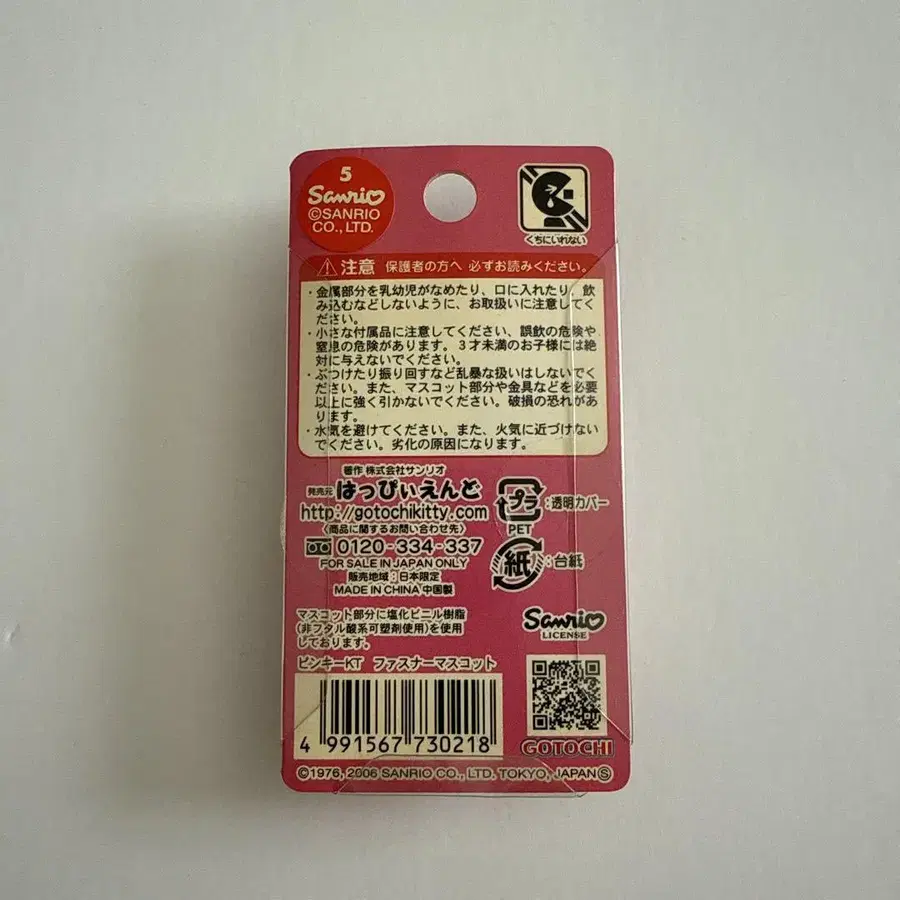 5
Sanrio
©SANRIO
CO., LTD.
くちにいれない
⚠注意 保護者の方へ 必ずお読みください。
・金属部分を乳幼児がなめたり、口に入れたり、飲
み込むなどしないように、お取扱いに注意してく
ださい。
・小さな付属品に注意してください、誤飲の危険や
窒息の危険があります。３才未満のお子様には絶
対に与えないでください。
・ぶつけたり振り回すなど乱暴な扱いはしないでく
ださい。また、マスコット部分や金具などを必要
以上に強く引かないでください。破損の恐れがあ
ります。
・水気を避けてください。また、火気に近づけない
でください。劣化の原因になります。
著作 株式会社サンリオ
発売元 はっぴぃえんど
http://gotochikitty.com
〈商品に関するお問い合わせ先〉
0120-334-337
FOR SALE IN JAPAN ONLY
販売地域：日本限定
MADE IN CHINA 中国製
プラ
:透明カバー
PET
紙
:台紙
マスコット部分に塩化ビニル樹脂
(非フタル酸系可塑剤使用)を使用
しております。
Sanrio
LICENSE
ピンキーKT ファスナーマスコット
4 991567 730218
GOTOCHI
©1976, 2006 SANRIO CO., LTD. TOKYO, JAPAN Ⓢ